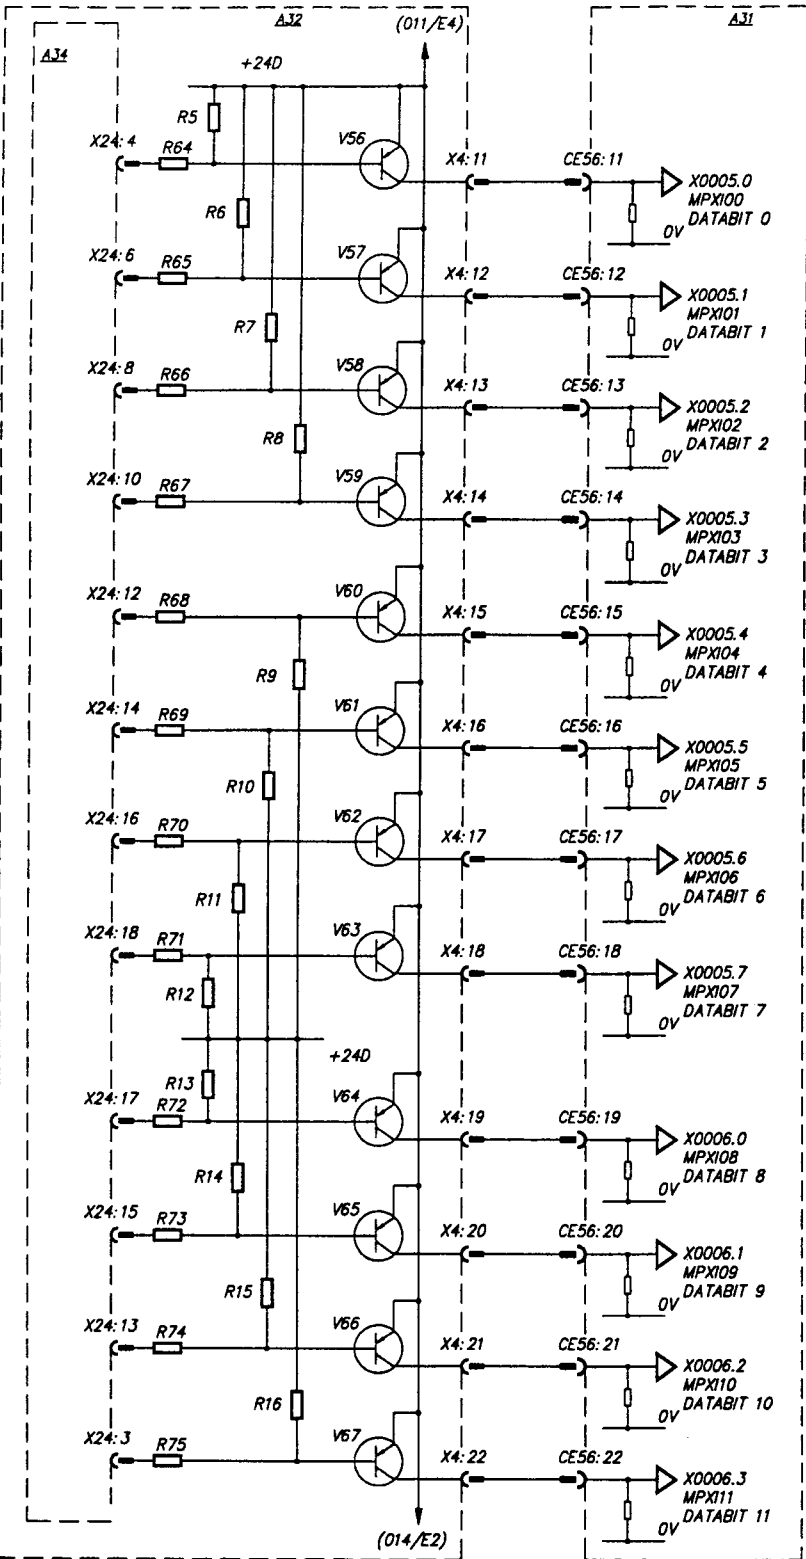 A32
(011/E4)
A31
A34
+24D
R5
X24:4
R64
V56
X4:11
CE56:11
X0005.0
MPXI00
DATABIT 0
0V
R6
X24:6
R65
V57
X4:12
CE56:12
X0005.1
MPXI01
DATABIT 1
0V
R7
X24:8
R66
V58
X4:13
CE56:13
X0005.2
MPXI02
DATABIT 2
0V
R8
X24:10
R67
V59
X4:14
CE56:14
X0005.3
MPXI03
DATABIT 3
0V
X24:12
R68
V60
X4:15
CE56:15
X0005.4
MPXI04
DATABIT 4
0V
R9
X24:14
R69
V61
X4:16
CE56:16
X0005.5
MPXI05
DATABIT 5
0V
R10
X24:16
R70
V62
X4:17
CE56:17
X0005.6
MPXI06
DATABIT 6
0V
R11
X24:18
R71
V63
X4:18
CE56:18
X0005.7
MPXI07
DATABIT 7
0V
R12
+24D
R13
X24:17
R72
V64
X4:19
CE56:19
X0006.0
MPXI08
DATABIT 8
0V
R14
X24:15
R73
V65
X4:20
CE56:20
X0006.1
MPXI09
DATABIT 9
0V
R15
X24:13
R74
V66
X4:21
CE56:21
X0006.2
MPXI10
DATABIT 10
0V
R16
X24:3
R75
V67
X4:22
CE56:22
X0006.3
MPXI11
DATABIT 11
0V
(014/E2)